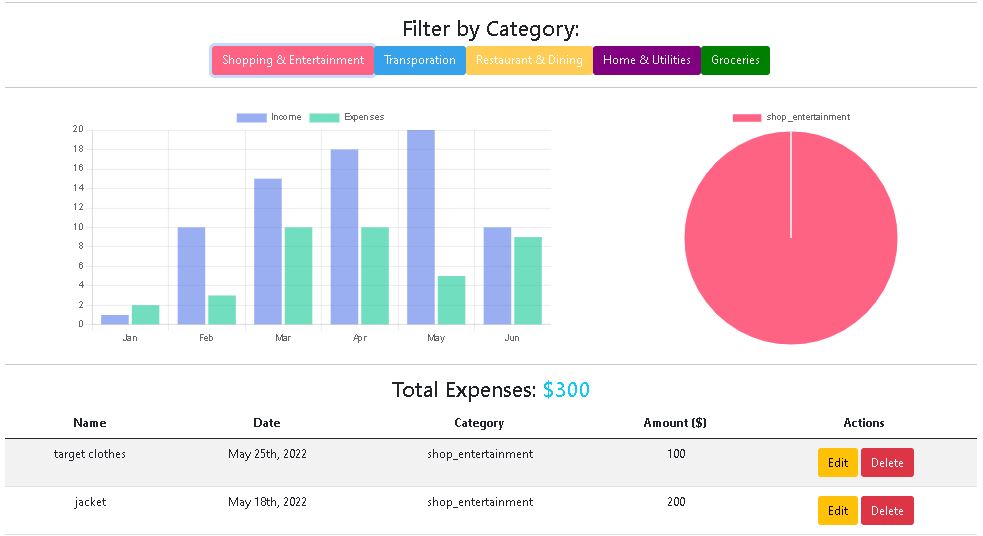 Filter by Category:
Shopping & Entertainment Transporation Restaurant & Dining Home & Utilities Groceries
Income Expenses
20
18
16
14
12
10
8
6
4
2
0
Jan Feb Mar Apr May Jun
shop_entertainment
Total Expenses: $300
Name Date Category Amount ($) Actions
target clothes May 25th, 2022 shop_entertainment 100 Edit Delete
jacket May 18th, 2022 shop_entertainment 200 Edit Delete